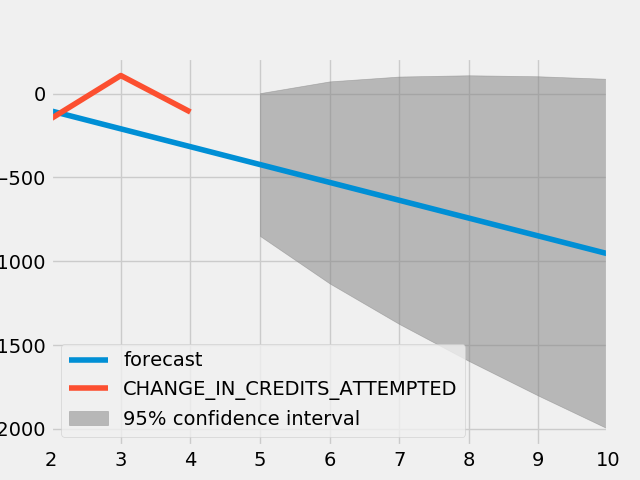 0
−500
1000
1500
2000
forecast
CHANGE_IN_CREDITS_ATTEMPTED
95% confidence interval
2 3 4 5 6 7 8 9 10